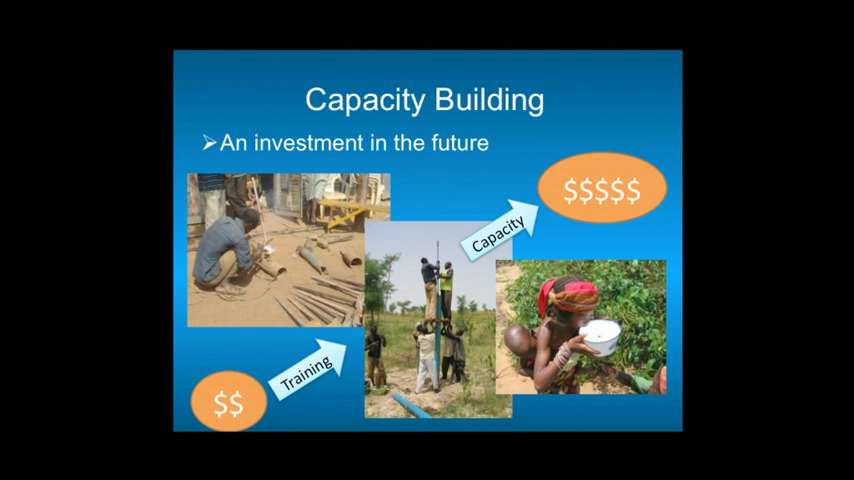 Capacity Building
➢An investment in the future
$$$$$
Capacity
Training
$$